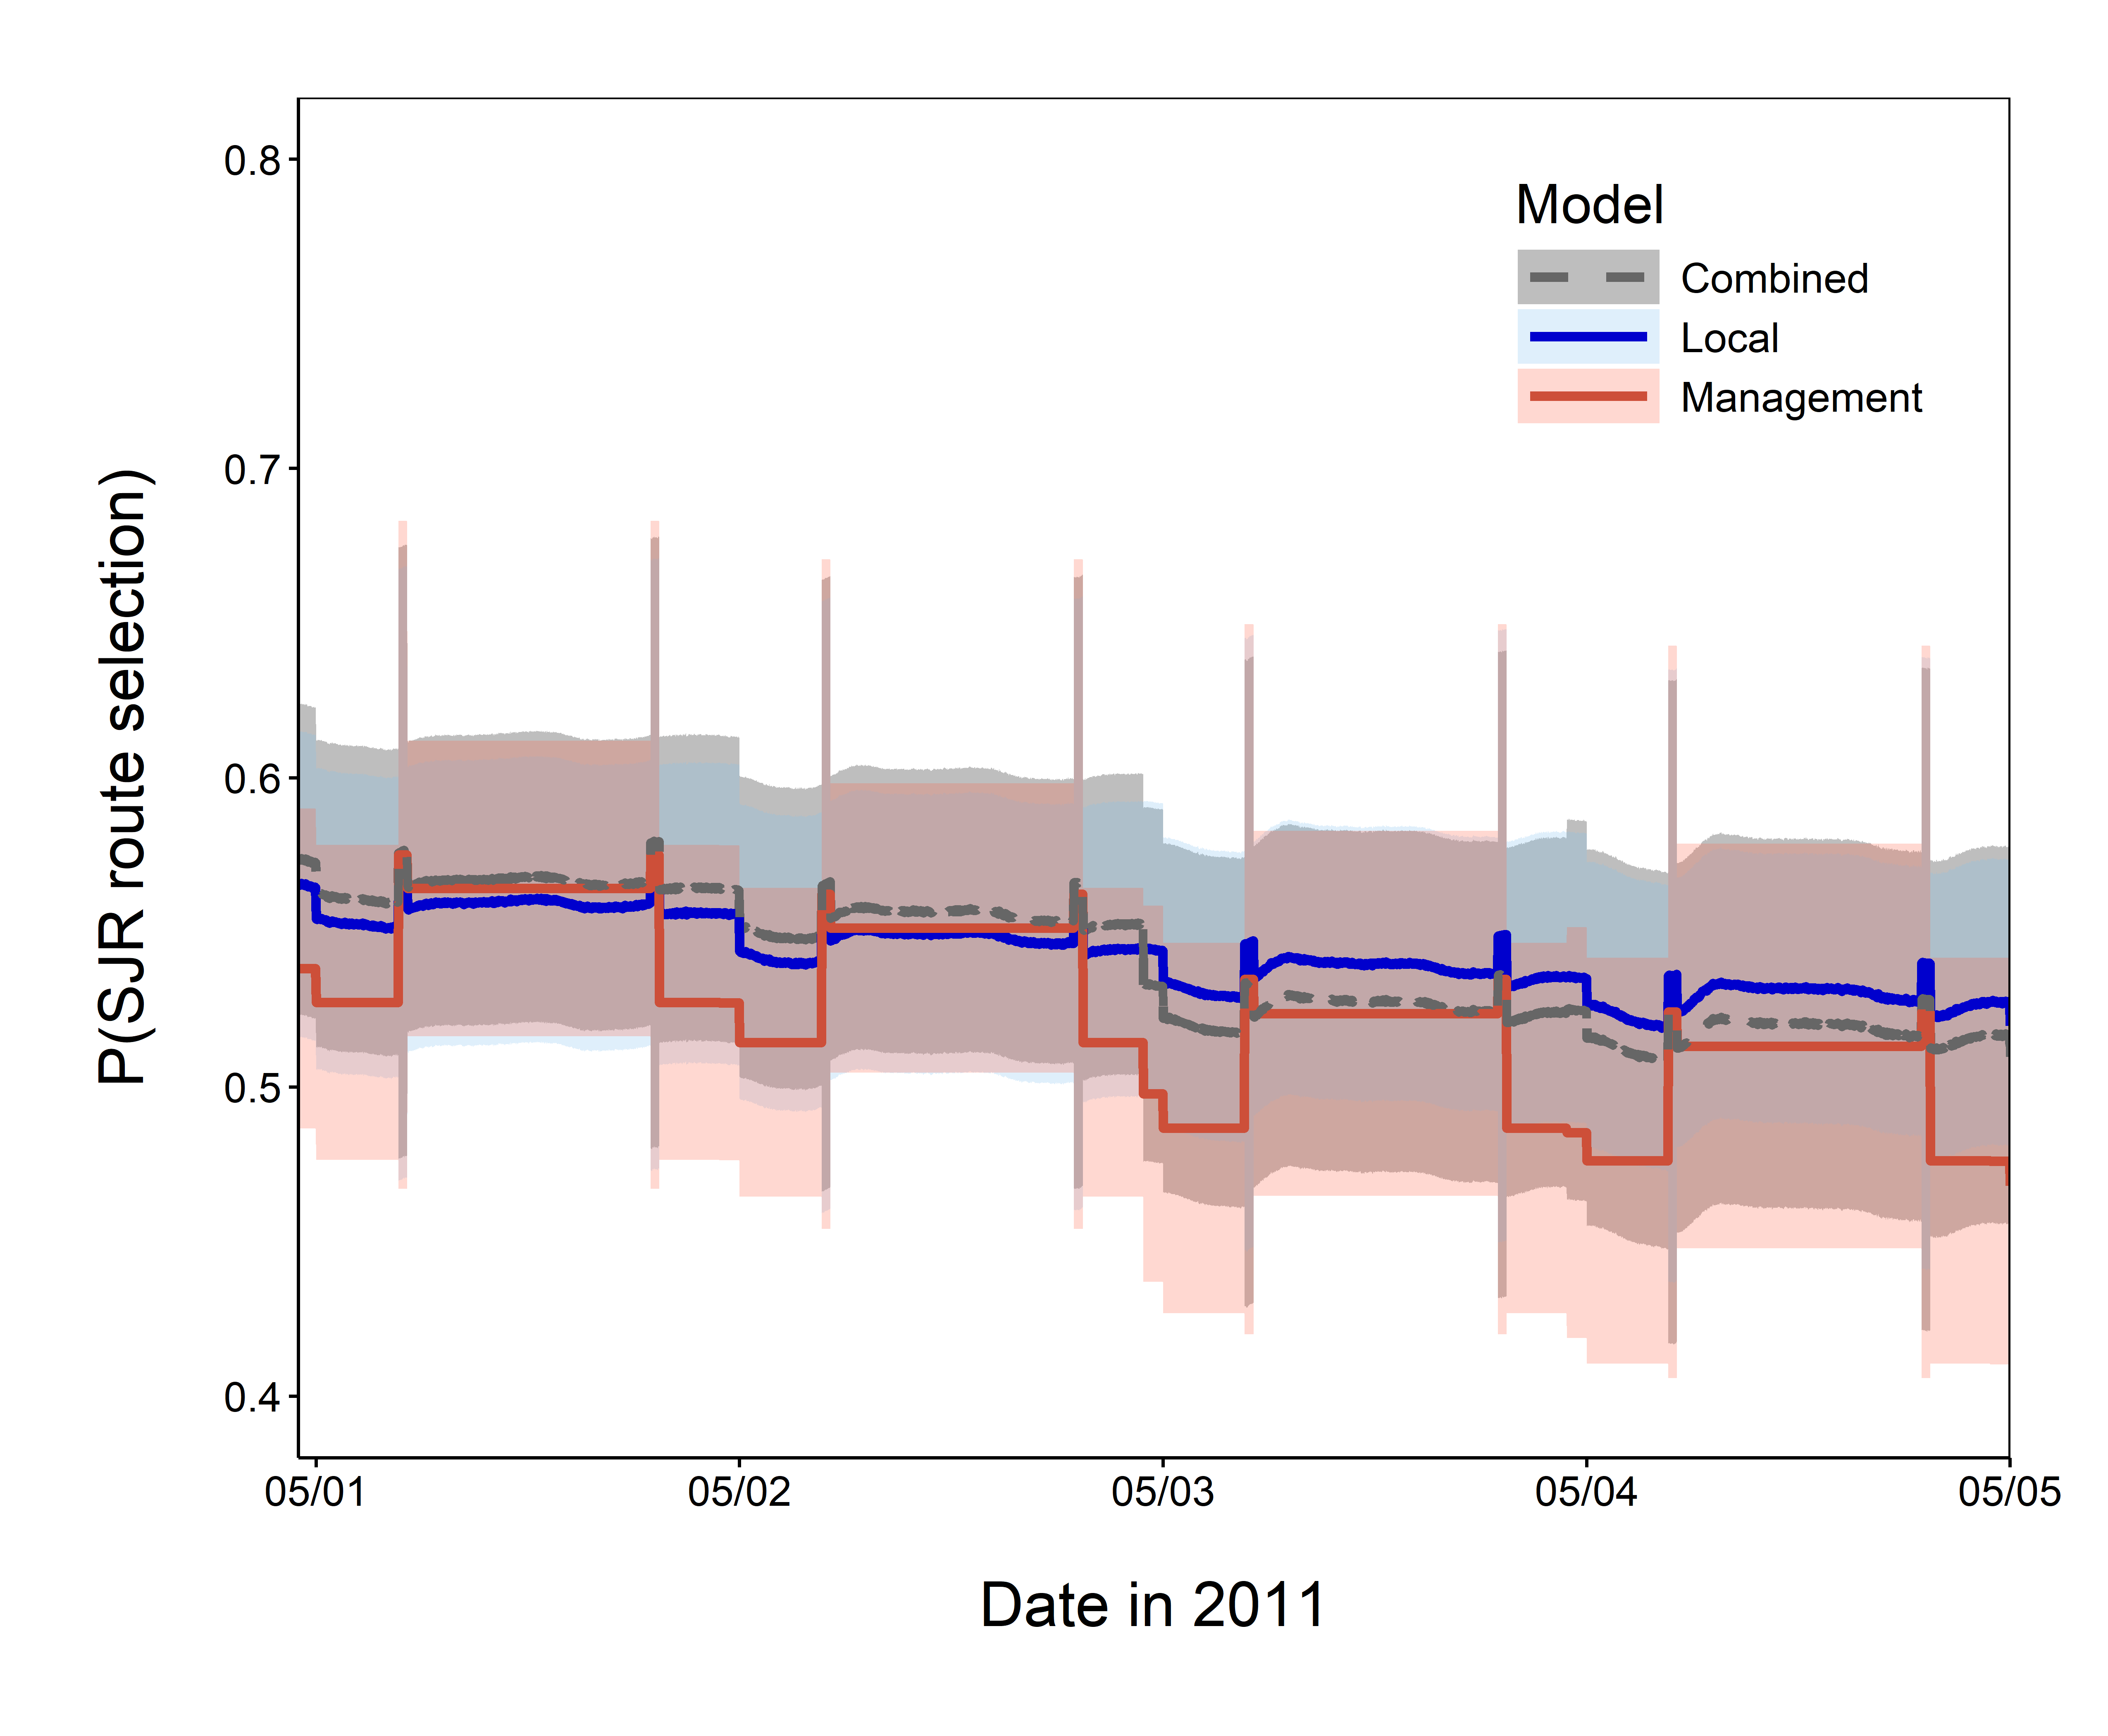 P(SJR route selection)
0.8
0.7
0.6
0.5
0.4
Model
Combined
Local
Management
05/01 05/02 05/03 05/04 05/05
Date in 2011